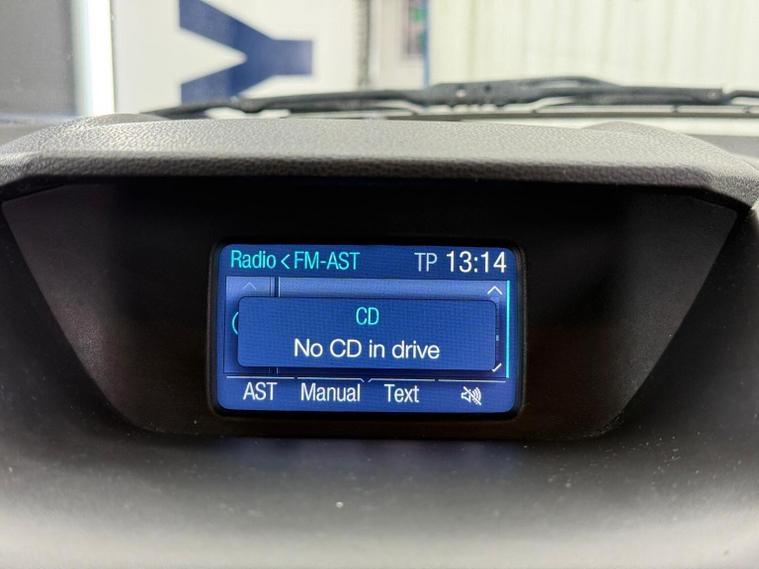 Y
Radio < FM-AST TP 13:14
CD
No CD in drive
AST Manual Text